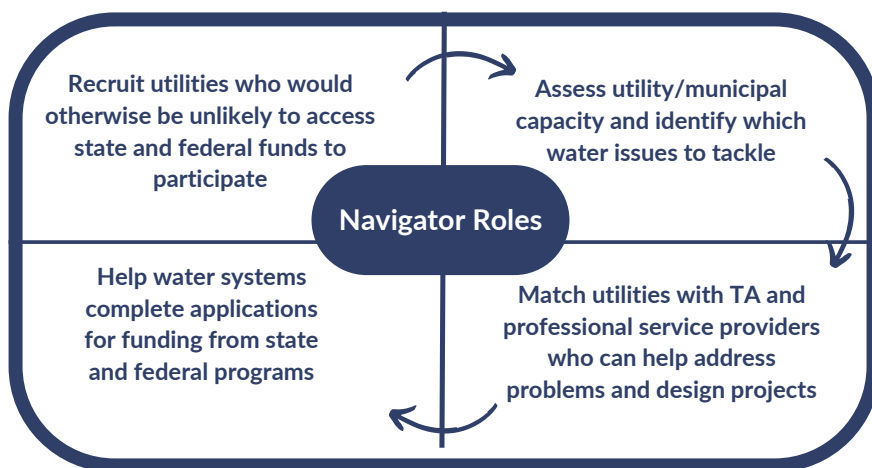 Recruit utilities who would
otherwise be unlikely to access
state and federal funds to
participate
Assess utility/municipal
capacity and identify which
water issues to tackle
Navigator Roles
Help water systems
complete applications
for funding from state
and federal programs
Match utilities with TA and
professional service providers
who can help address
problems and design projects